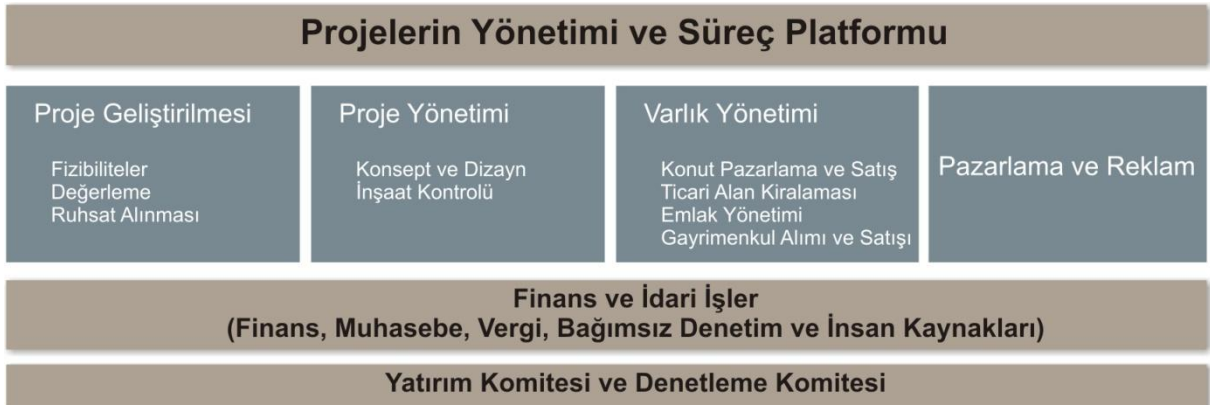 Projelerin Yönetimi ve Süreç Platformu
Proje Geliştirilmesi
Fizibiliteler
Değerleme
Ruhsat Alınması
Proje Yönetimi
Konsept ve Dizayn
İnşaat Kontrolü
Varlık Yönetimi
Konut Pazarlama ve Satış
Ticari Alan Kiralaması
Emlak Yönetimi
Gayrimenkul Alımı ve Satışı
Pazarlama ve Reklam
Finans ve İdari İşler
(Finans, Muhasebe, Vergi, Bağımsız Denetim ve İnsan Kaynakları)
Yatırım Komitesi ve Denetleme Komitesi